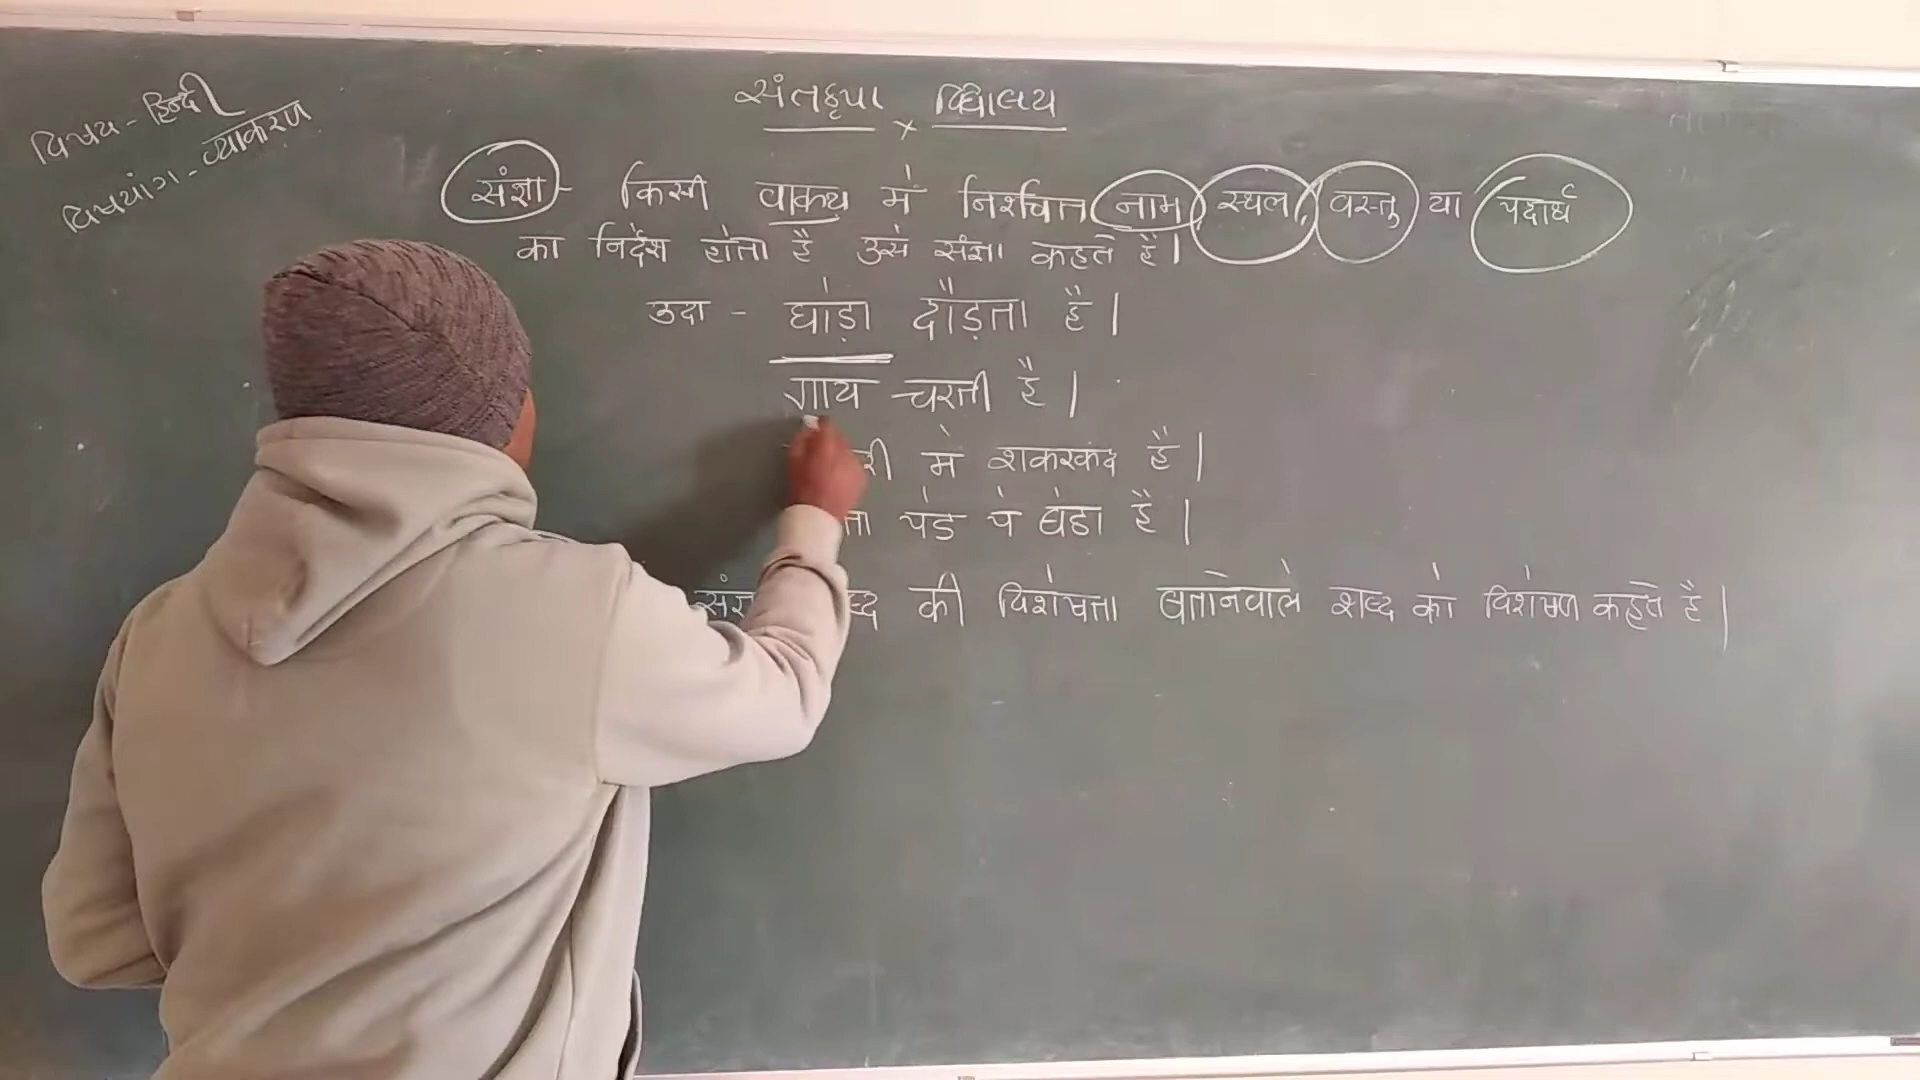 विषय - हिन्दी
विषयांग - व्याकरण
संतकृपा विद्यालय
संज्ञा - किसी वाक्य में निश्चित नाम, स्थल, वस्तु या पदार्थ
का निर्देश होता है उसे संज्ञा कहते हैं।
उदा - घोड़ा दौड़ता है।
गाय चरती है।
में शकरकंद है।
पेड पे बैठा है।
की विशेषता बतानेवाले शब्द को विशेषण कहते है।